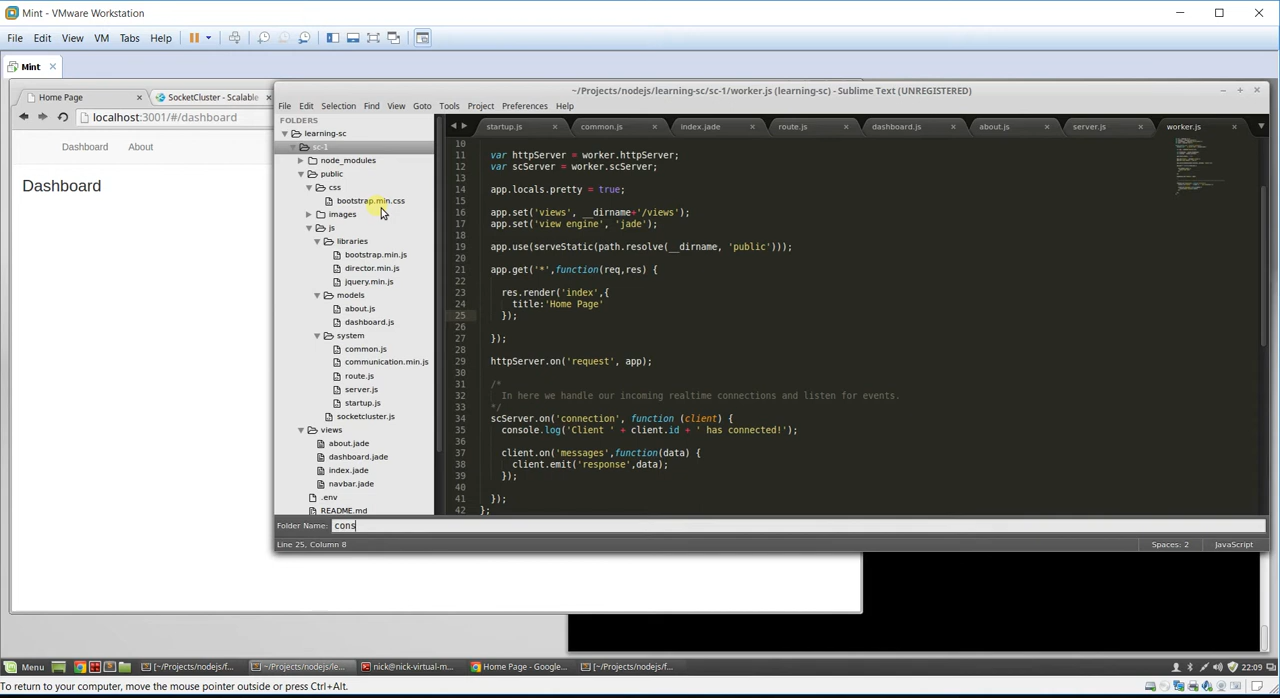 Mint - VMware Workstation
File Edit View VM Tabs Help
Mint
Home Page
SocketCluster - Scalable
localhost:3001/#/dashboard
Dashboard About
Dashboard
~/Projects/nodejs/learning-sc/sc-1/worker.js (learning-sc) - Sublime Text (UNREGISTERED)
File Edit Selection Find View Goto Tools Project Preferences Help
FOLDERS
learning-sc
sc-1
node_modules
public
css
bootstrap.min.css
images
js
libraries
bootstrap.min.js
director.min.js
jquery.min.js
models
about.js
dashboard.js
system
common.js
communication.min.js
route.js
server.js
startup.js
socketcluster.js
views
about.jade
dashboard.jade
index.jade
navbar.jade
.env
README.md
startup.js common.js index.jade route.js dashboard.js about.js server.js worker.js
10
11 var httpServer = worker.httpServer;
12 var scServer = worker.scServer;
13
14 app.locals.pretty = true;
15
16 app.set('views', __dirname+'/views');
17 app.set('view engine', 'jade');
18
19 app.use(serveStatic(path.resolve(__dirname, 'public')));
20
21 app.get('*',function(req,res) {
22
23 res.render('index',{
24 title:'Home Page'
25 });
26
27 });
28
29 httpServer.on('request', app);
30
31 /*
32 In here we handle our incoming realtime connections and listen for events.
33 */
34 scServer.on('connection', function (client) {
35 console.log('Client ' + client.id + ' has connected!');
36
37 client.on('messages',function(data) {
38 client.emit('response',data);
39 });
40
41 });
42 };
Folder Name: cons
Line 25, Column 8
Spaces: 2
JavaScript
Menu
[~/Projects/nodejs/f...
~/Projects/nodejs/le...
nick@nick-virtual-m...
Home Page - Google...
[~/Projects/nodejs/f...
22:09
To return to your computer, move the mouse pointer outside or press Ctrl+Alt.